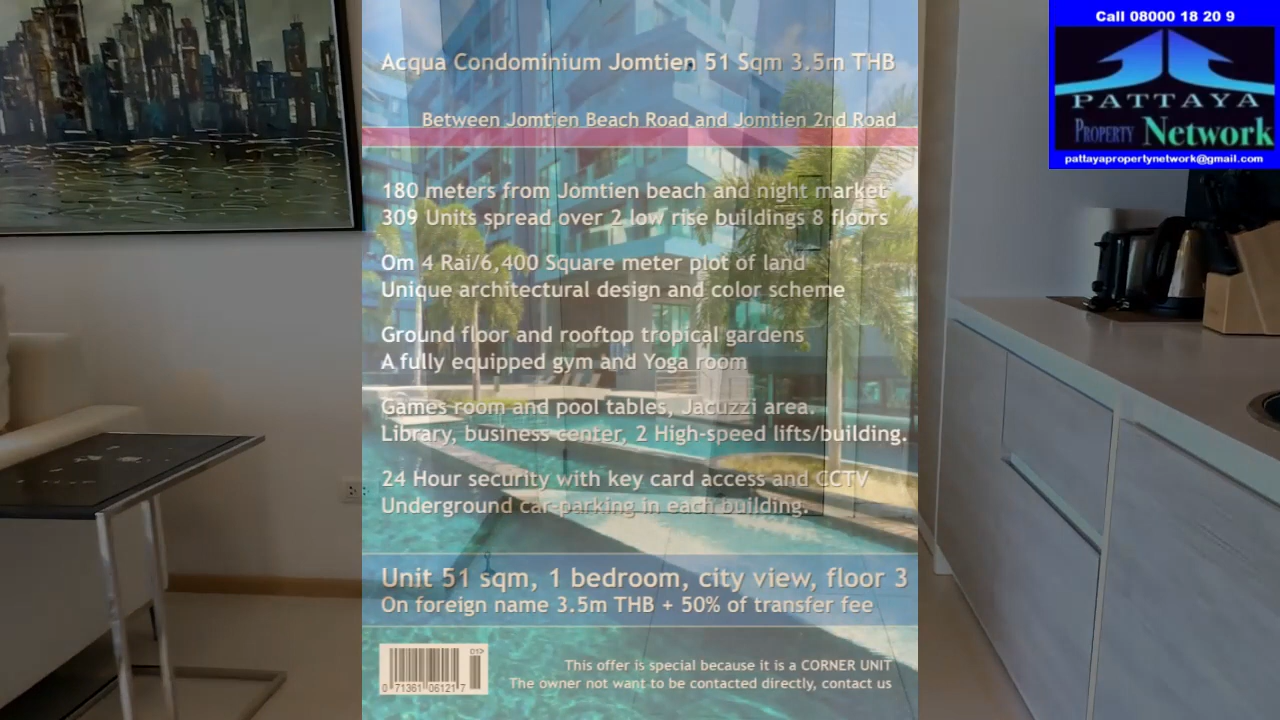 Call 08000 18 20 9
PATTAYA
PROPERTY Network
pattayapropertynetwork@gmail.com
Acqua Condominium Jomtien 51 Sqm 3.5m THB
Between Jomtien Beach Road and Jomtien 2nd Road
180 meters from Jomtien beach and night market
309 Units spread over 2 low rise buildings 8 floors
Om 4 Rai/6,400 Square meter plot of land
Unique architectural design and color scheme
Ground floor and rooftop tropical gardens
A fully equipped gym and Yoga room
Games room and pool tables, Jacuzzi area.
Library, business center, 2 High-speed lifts/building.
24 Hour security with key card access and CCTV
Underground car-parking in each building.
Unit 51 sqm, 1 bedroom, city view, floor 3
On foreign name 3.5m THB + 50% of transfer fee
01>
0 71361 06121 7
This offer is special because it is a CORNER UNIT
The owner not want to be contacted directly, contact us